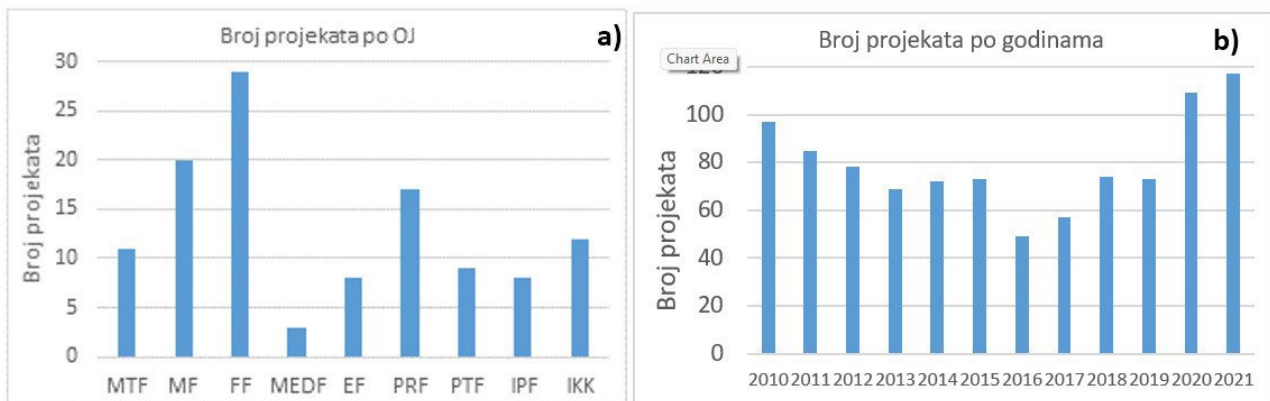 Broj projekata po OJ
a)
Broj projekata
30
25
20
15
10
5
0
MTF MF FF MEDF EF PRF PTF IPF IKK
Broj projekata po godinama
b)
Chart Area
Broj projekata
120
100
80
60
40
20
0
2010 2011 2012 2013 2014 2015 2016 2017 2018 2019 2020 2021